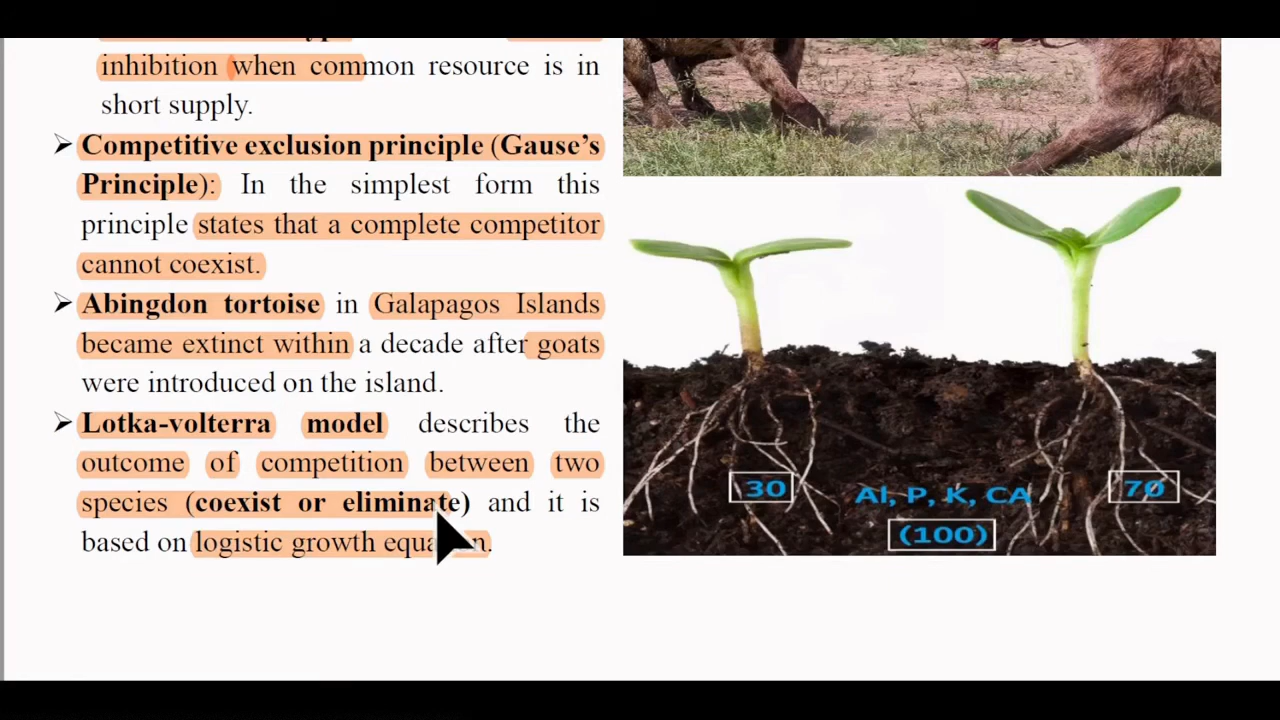 inhibition when common resource is in
short supply.
➢ Competitive exclusion principle (Gause's
Principle): In the simplest form this
principle states that a complete competitor
cannot coexist.
➢ Abingdon tortoise in Galapagos Islands
became extinct within a decade after goats
were introduced on the island.
➢ Lotka-volterra model describes the
outcome of competition between two
species (coexist or eliminate) and it is
based on logistic growth
30
Al, P, K, CA
70
(100)